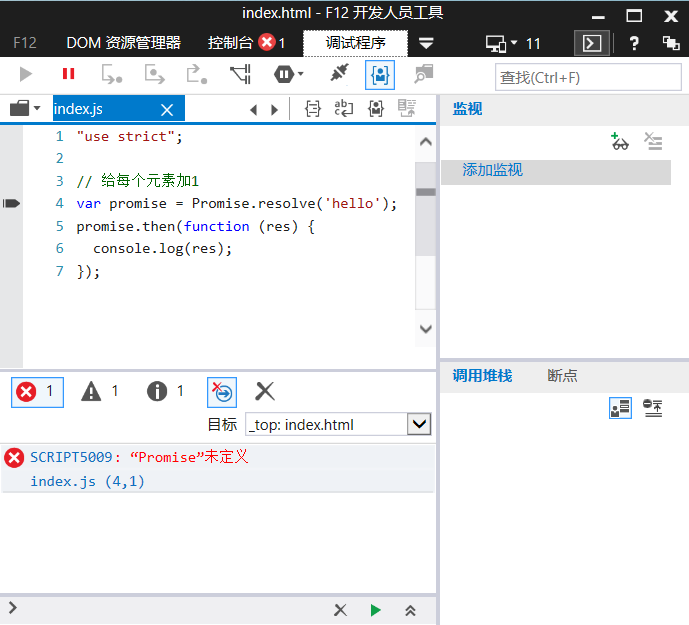 index.html - F12 开发人员工具
F12 DOM 资源管理器 控制台 1 调试程序 11 ?
查找(Ctrl+F)
index.js
监视
添加监视
1 "use strict";
2
3 // 给每个元素加1
4 var promise = Promise.resolve('hello');
5 promise.then(function (res) {
6 console.log(res);
7 });
1 1 1
目标 _top: index.html
SCRIPT5009: “Promise”未定义
index.js (4,1)
调用堆栈 断点